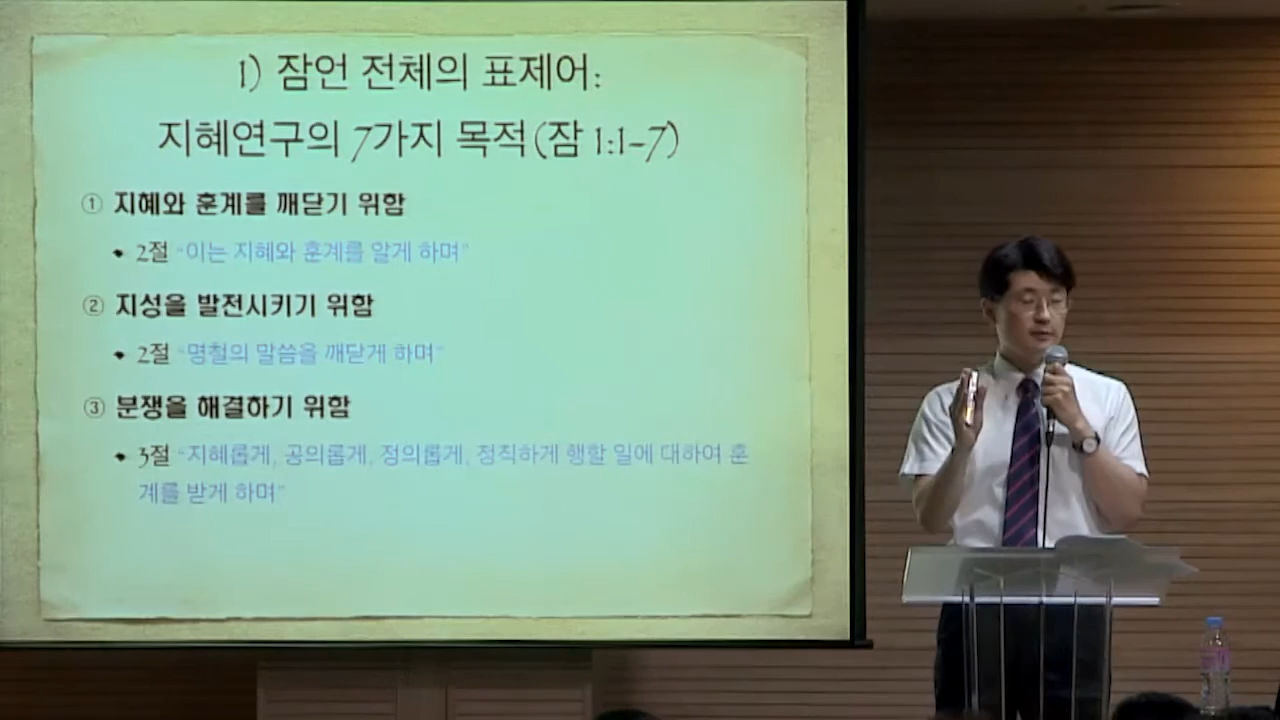 1) 잠언 전체의 표제어:
지혜연구의 7가지 목적(잠 1:1-7)
① 지혜와 훈계를 깨닫기 위함
2절 "이는 지혜와 훈계를 알게 하며"
② 지성을 발전시키기 위함
2절 "명철의 말씀을 깨닫게 하며"
③ 분쟁을 해결하기 위함
3절 "지혜롭게, 공의롭게, 정의롭게, 정직하게 행할 일에 대하여 훈
계를 받게 하며"